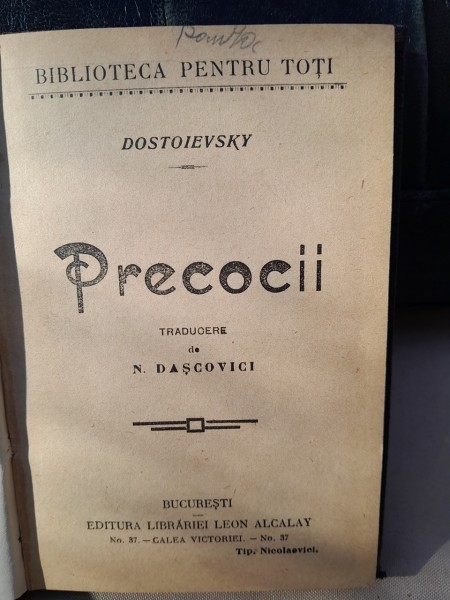 BIBLIOTECA PENTRU TOȚI
DOSTOIEVSKY
Precocii
TRADUCERE
de
N. DAȘCOVICI
BUCUREȘTI
EDITURA LIBRĂRIEI LEON ALCALAY
No. 37. — CALEA VICTORIEI. — No. 37
Tip. Nicolaevici.